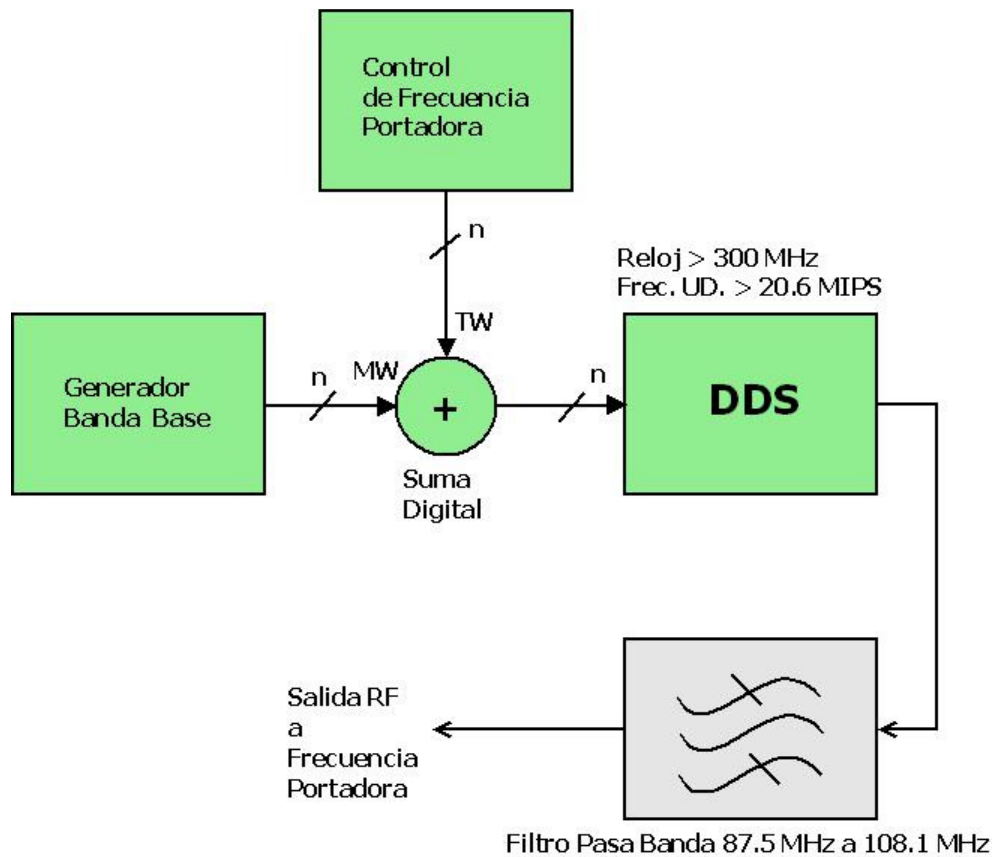 Control
de Frecuencia
Portadora
n
Reloj > 300 MHz
Frec. UD. > 20.6 MIPS
TW
Generador
Banda Base
n
MW
+
n
DDS
Suma
Digital
Salida RF
a
Frecuencia
Portadora
Filtro Pasa Banda 87.5 MHz a 108.1 MHz